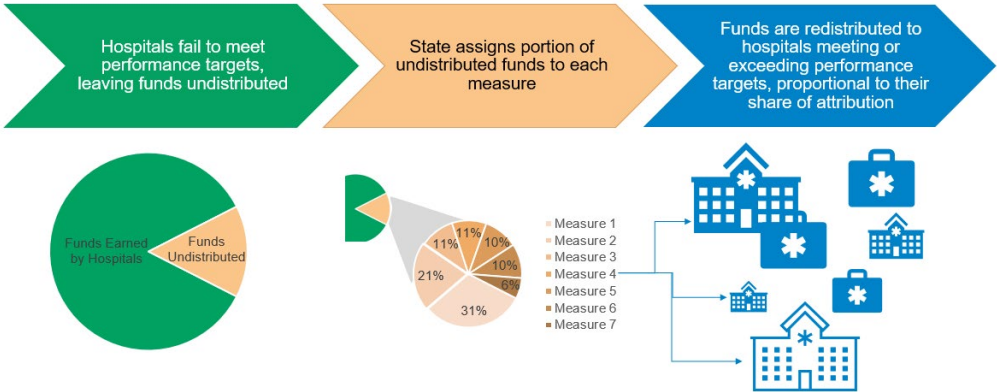 Hospitals fail to meet
performance targets,
leaving funds undistributed
State assigns portion of
undistributed funds to each
measure
Funds are redistributed to
hospitals meeting or
exceeding performance
targets, proportional to their
share of attribution
Funds Earned
by Hospitals
Funds
Undistributed
11%
10%
11%
10%
21%
6%
31%
Measure 1
Measure 2
Measure 3
Measure 4
Measure 5
Measure 6
Measure 7